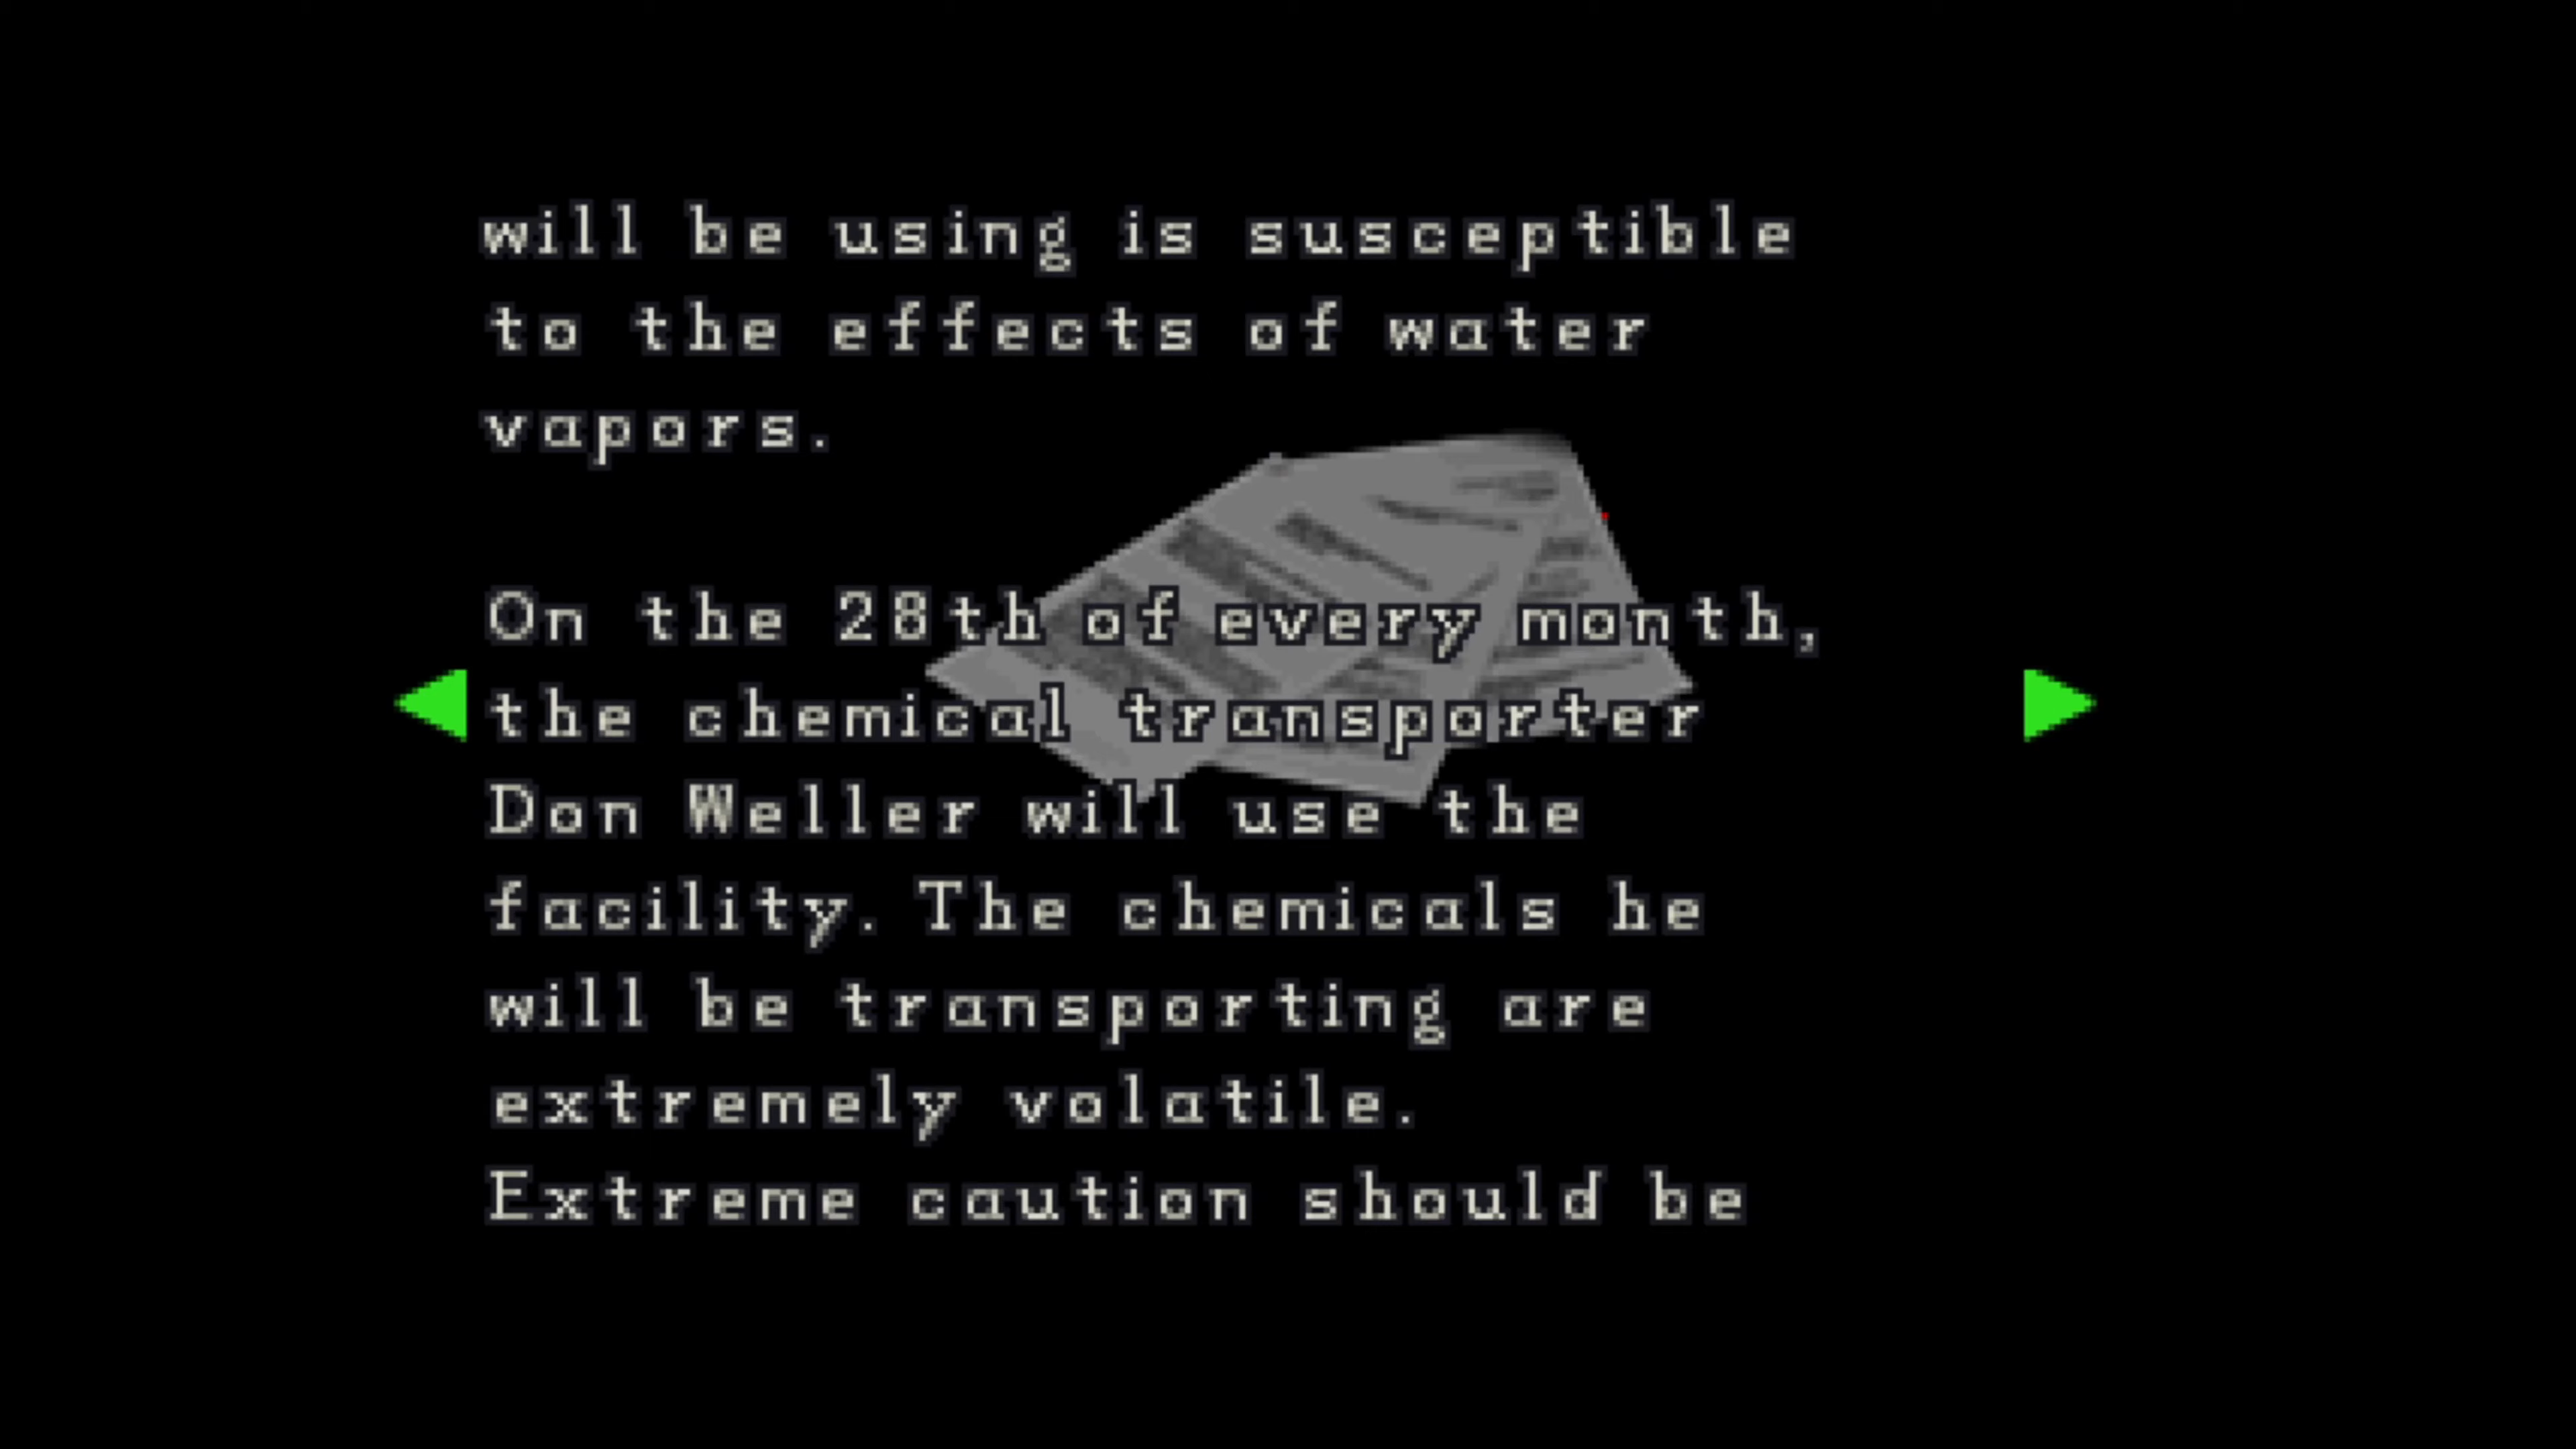 will be using is susceptible
to the effects of water
vapors.
On the 28th of every month,
the chemical transporter
Don Weller will use the
facility. The chemicals he
will be transporting are
extremely volatile.
Extreme caution should be